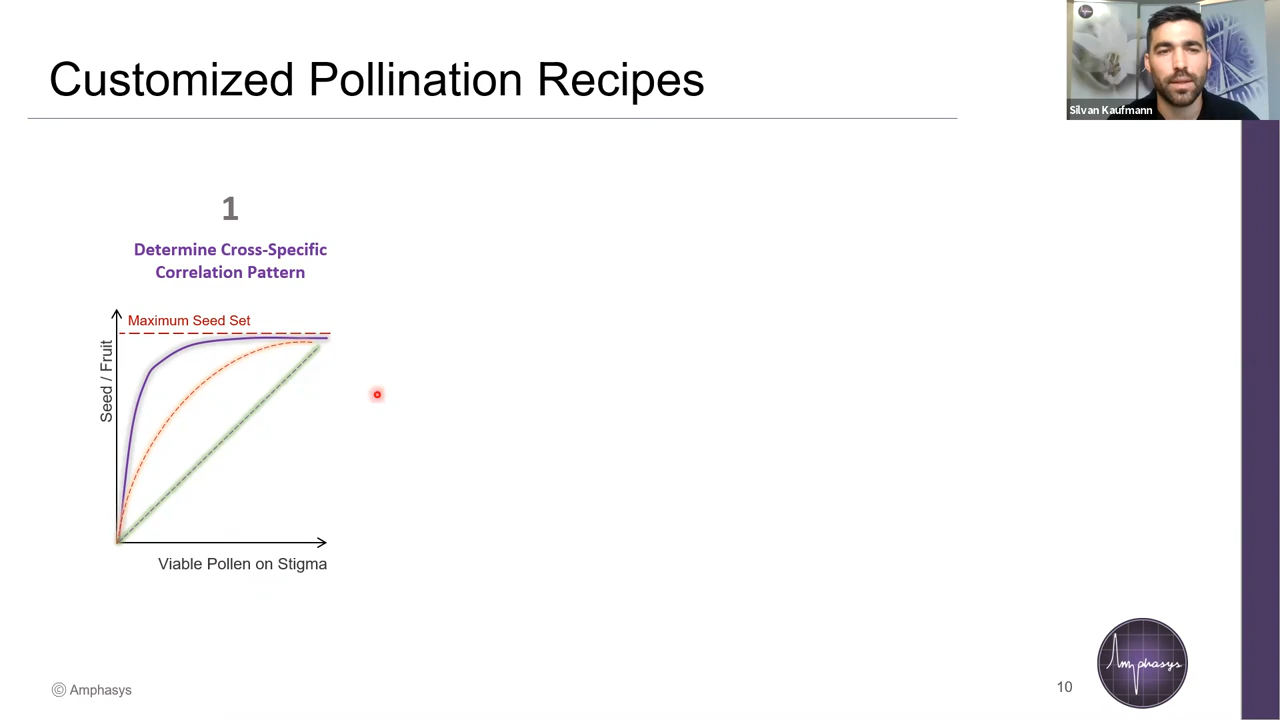 Customized Pollination Recipes
Silvan Kaufmann
1
Determine Cross-Specific
Correlation Pattern
Maximum Seed Set
Seed / Fruit
Viable Pollen on Stigma
© Amphasys
10
Amphasys